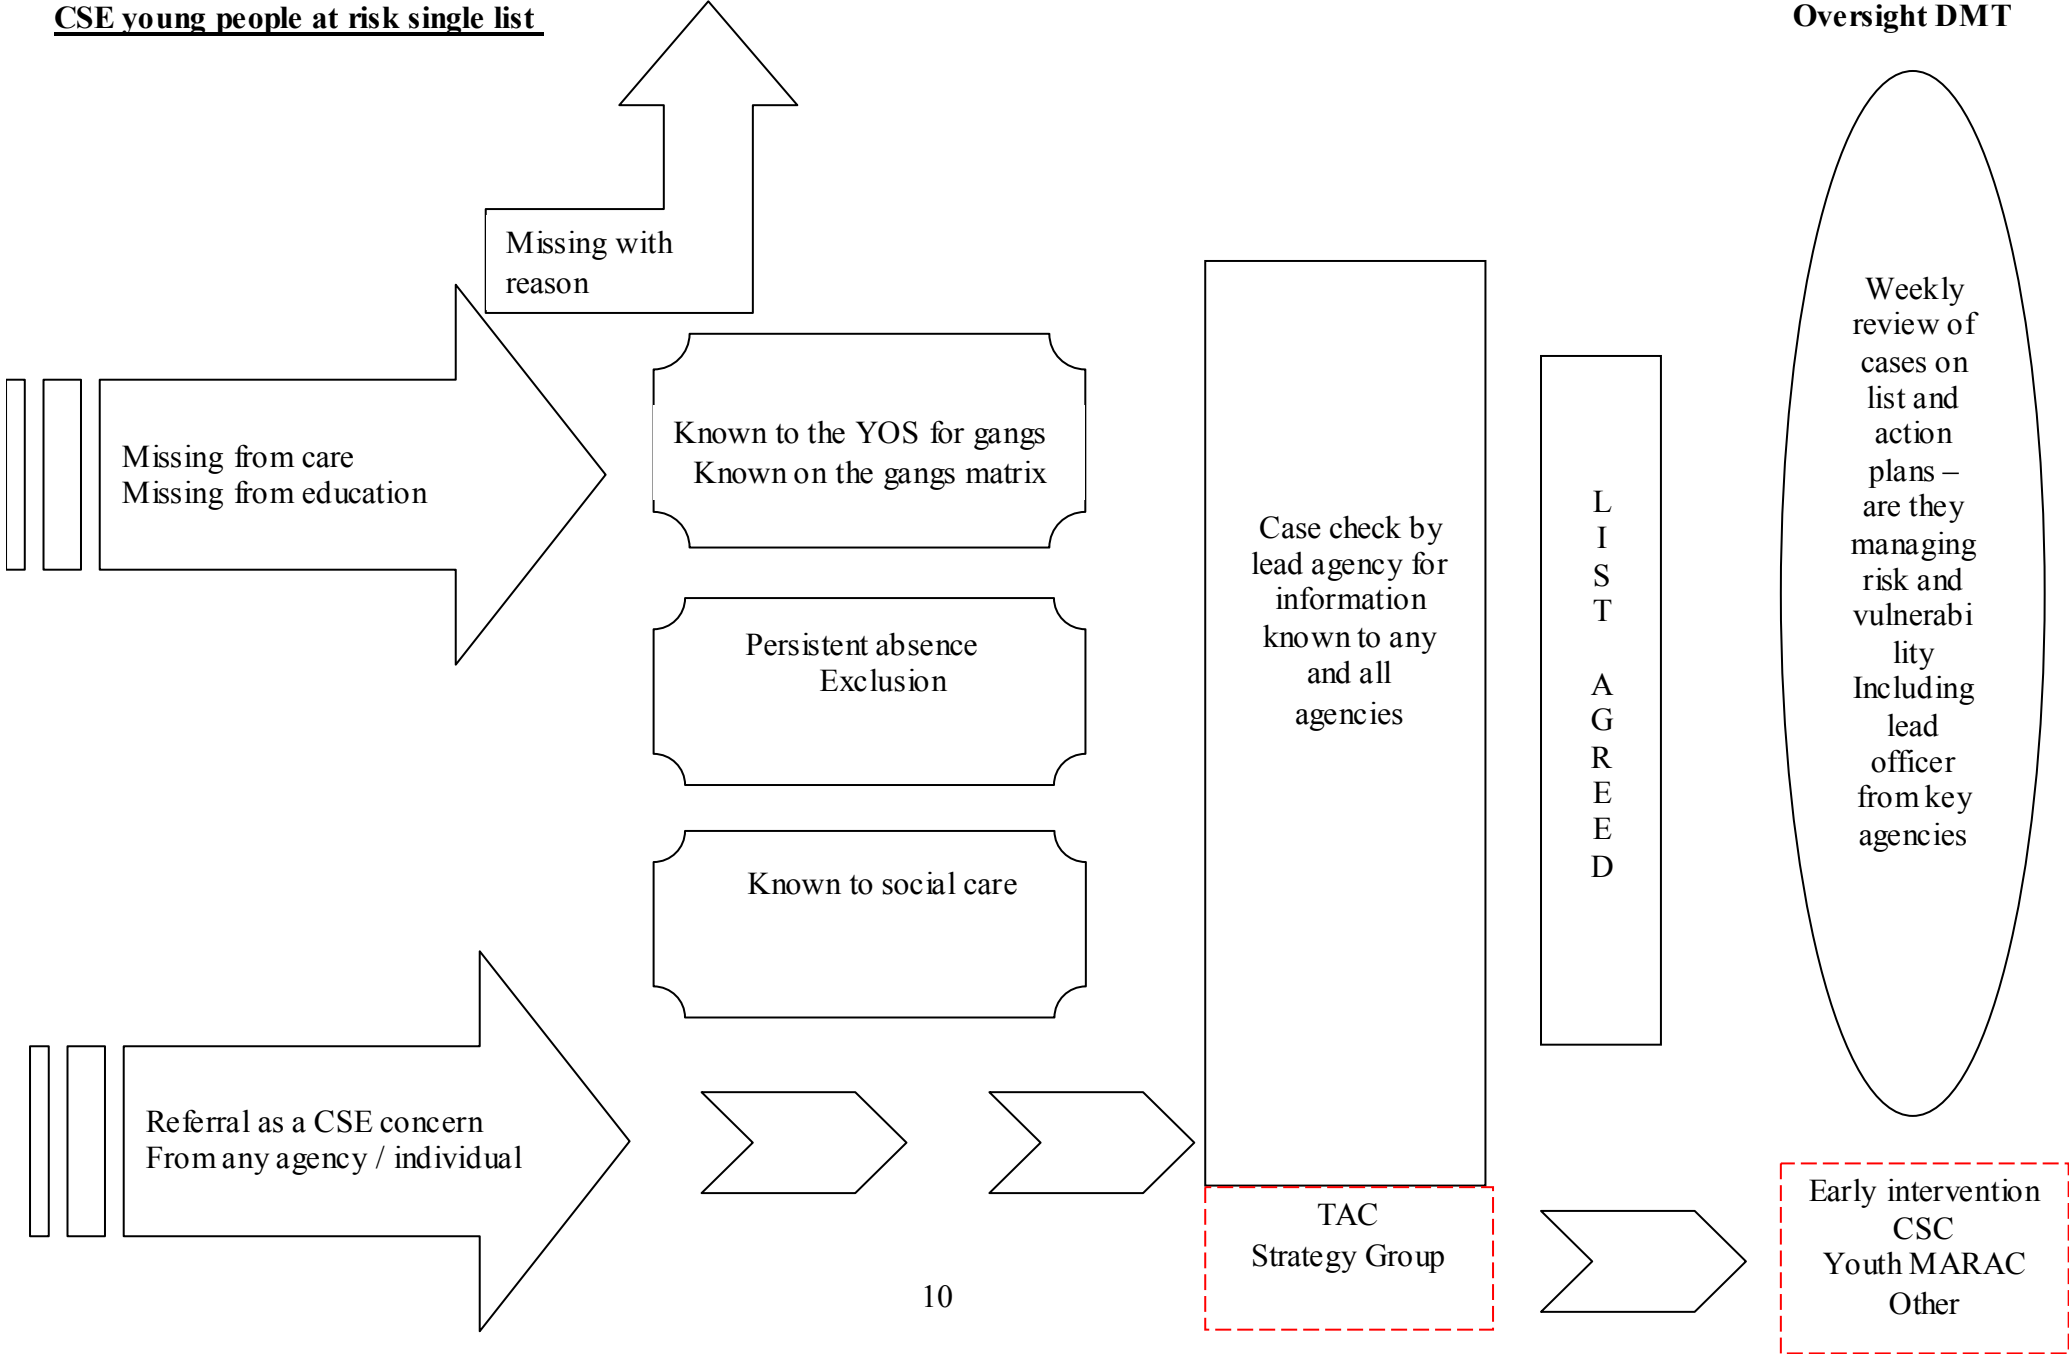 CSE young people at risk single list
Oversight DMT
Missing with
reason
Missing from care
Missing from education
Known to the YOS for gangs
Known on the gangs matrix
Persistent absence
Exclusion
Known to social care
Referral as a CSE concern
From any agency / individual
Case check by
lead agency for
information
known to any
and all
agencies
TAC
Strategy Group
L
I
S
T
A
G
R
E
E
D
Weekly
review of
cases on
list and
action
plans –
are they
managing
risk and
vulnerabi
lity
Including
lead
officer
from key
agencies
Early intervention
CSC
Youth MARAC
Other
10